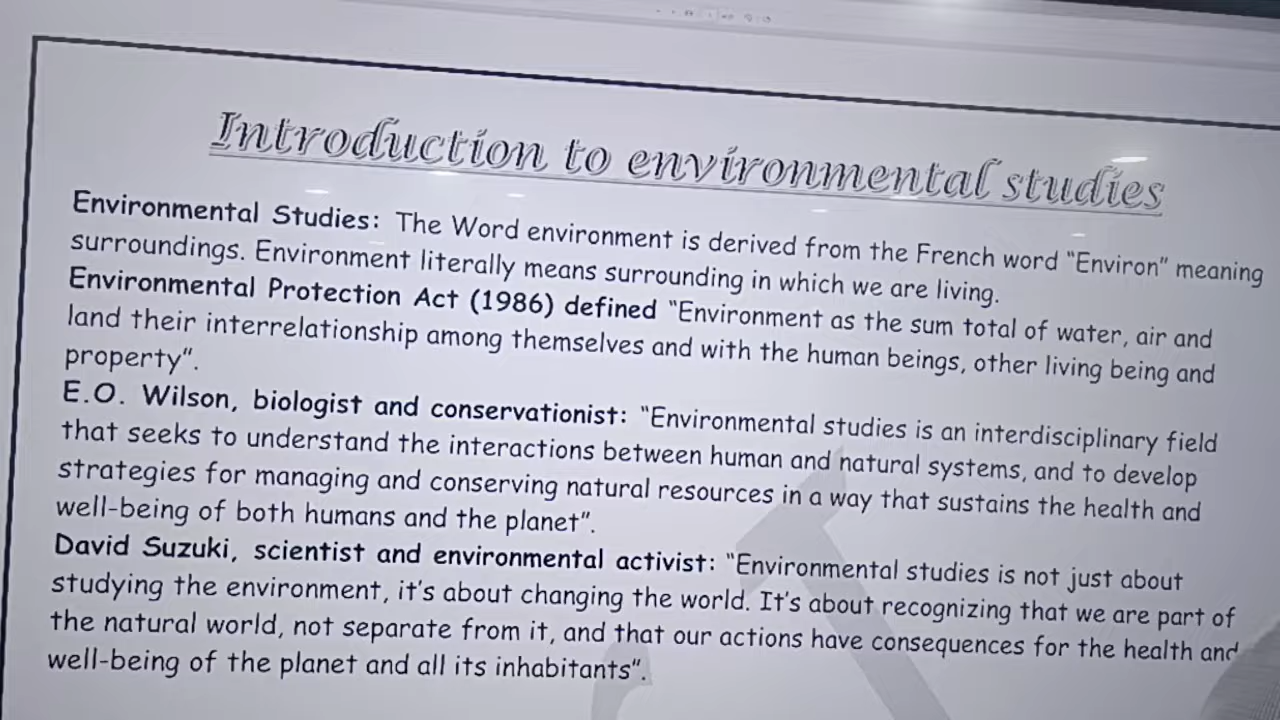 Introduction to environmental studies
Environmental Studies: The Word environment is derived from the French word “Environ” meaning
surroundings. Environment literally means surrounding in which we are living.
Environmental Protection Act (1986) defined “Environment as the sum total of water, air and
land their interrelationship among themselves and with the human beings, other living being and
property”.
E.O. Wilson, biologist and conservationist: “Environmental studies is an interdisciplinary field
that seeks to understand the interactions between human and natural systems, and to develop
strategies for managing and conserving natural resources in a way that sustains the health and
well-being of both humans and the planet”.
David Suzuki, scientist and environmental activist: “Environmental studies is not just about
studying the environment, it’s about changing the world. It’s about recognizing that we are part of
the natural world, not separate from it, and that our actions have consequences for the health and
well-being of the planet and all its inhabitants”.